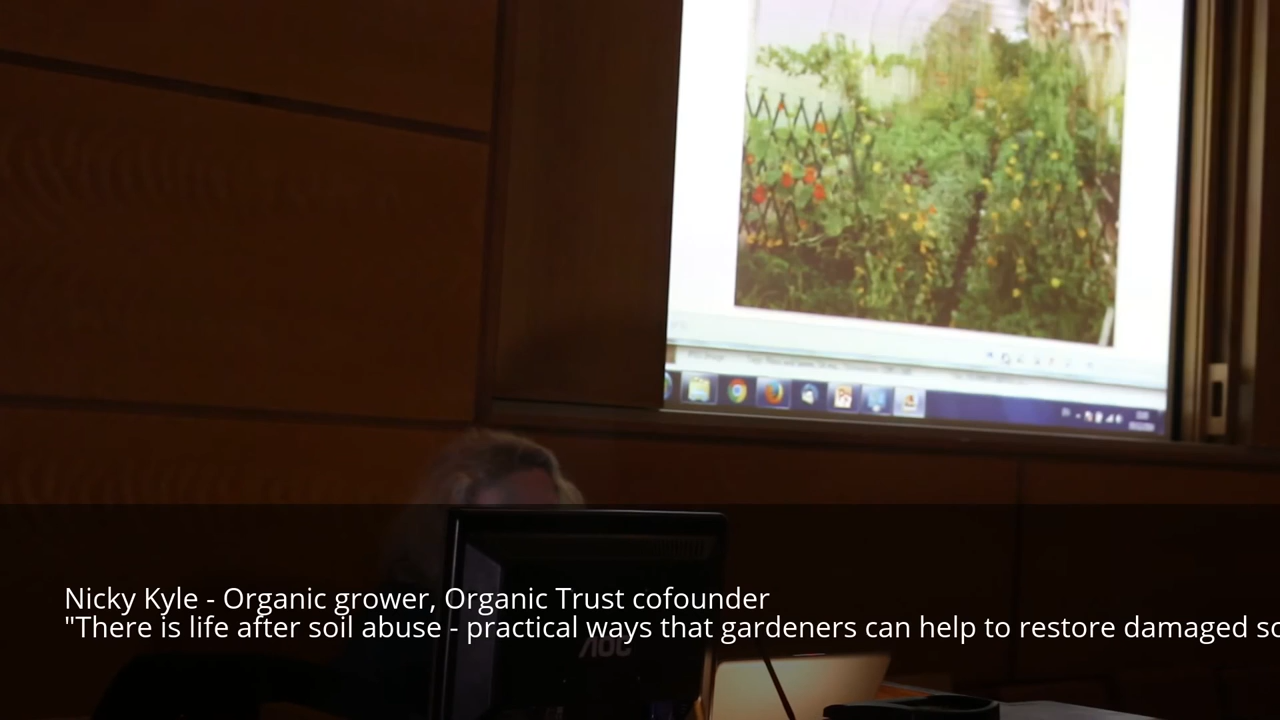 Nicky Kyle - Organic grower, Organic Trust cofounder
"There is life after soil abuse - practical ways that gardeners can help to restore damaged so
AOC